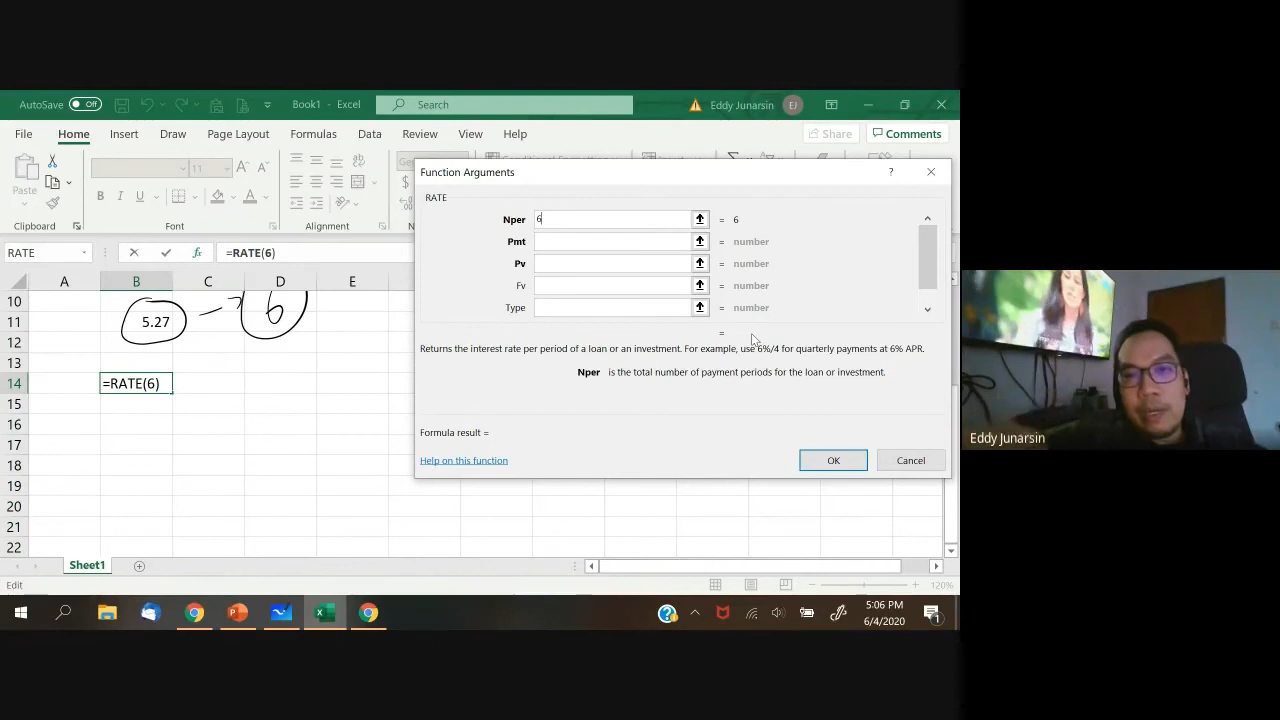 AutoSave Off Book1 - Excel Search Eddy Junarsin EJ
File Home Insert Draw Page Layout Formulas Data Review View Help Share Comments
Paste 11
B I U
Clipboard Font Alignment
RATE =RATE(6)
A B C D E
10
11 5.27 6
12
14 =RATE(6)
15
16
17
18
19
20
21
22
Function Arguments ?
RATE
Nper 6 = 6
Pmt = number
Pv = number
Fv = number
Type = number
=
Returns the interest rate per period of a loan or an investment. For example, use 6%/4 for quarterly payments at 6% APR.
Nper is the total number of payment periods for the loan or investment.
Formula result =
Help on this function OK Cancel
Eddy Junarsin
Sheet1
Edit 120%
5:06 PM
6/4/2020
1